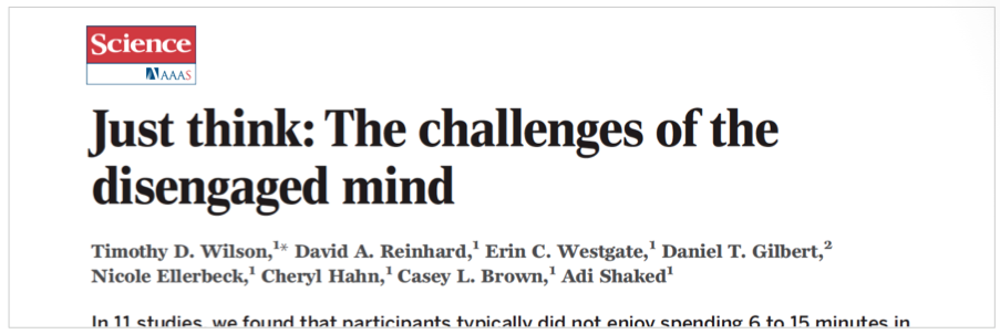 Science
AAAS
Just think: The challenges of the
disengaged mind
Timothy D. Wilson,¹* David A. Reinhard,¹ Erin C. Westgate,¹ Daniel T. Gilbert,²
Nicole Ellerbeck,¹ Cheryl Hahn,¹ Casey L. Brown,¹ Adi Shaked¹
In 11 studies, we found that participants typically did not enjoy spending 6 to 15 minutes in